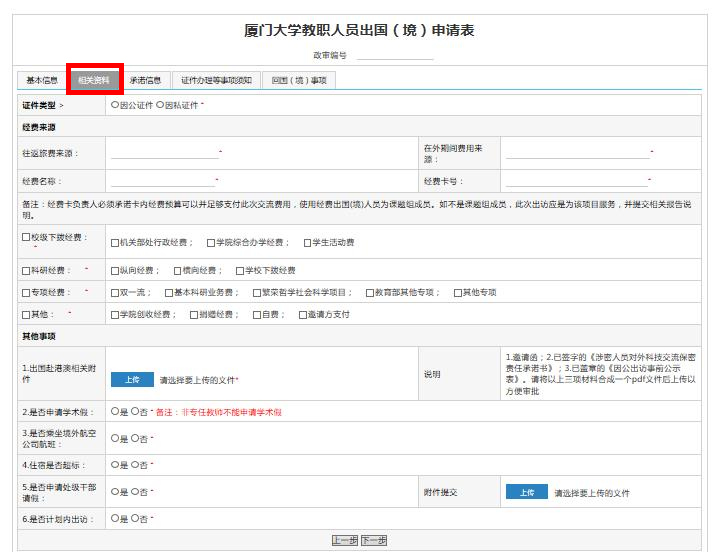 厦门大学教职人员出国（境）申请表
政审编号
基本信息 相关资料 承诺信息 证件办理等事项须知 回国（境）事项
证件类型 > 因公证件 因私证件 *
经费来源
往返旅费来源： * 在外期间费用来
源： *
经费名称： * 经费卡号： *
备注：经费卡负责人必须承诺卡内经费预算可以并足够支付此次交流费用，使用经费出国(境)人员为课题组成员。如不是课题组成员，此次出访应是为该项目服务，并提交相关报告说
明。
校级下拨经费： 机关部处行政经费； 学院综合办学经费； 学生活动费
*
科研经费： * 纵向经费； 横向经费； 学校下拨经费
专项经费： * 双一流； 基本科研业务费； 繁荣哲学社会科学项目； 教育部其他专项； 其他专项
其他： * 学院创收经费； 捐赠经费； 自费； 邀请方支付
其他事项
1.出国赴港澳相关附
件
上传 请选择要上传的文件*
说明
1.邀请函；2.已签字的《涉密人员对外科技交流保密
责任承诺书》；3.已盖章的《因公出访事前公示
表》。请将以上三项材料合成一个pdf文件后上传以
方便审批
2.是否申请学术假： 是 否 * 备注：非专任教师不能申请学术假
3.是否乘坐境外航空
公司航班： 是 否 *
4.住宿是否超标： 是 否 *
5.是否申请处级干部
请假： 是 否 * 附件提交 上传 请选择要上传的文件
6.是否计划内出访： 是 否 *
上一步 下一步